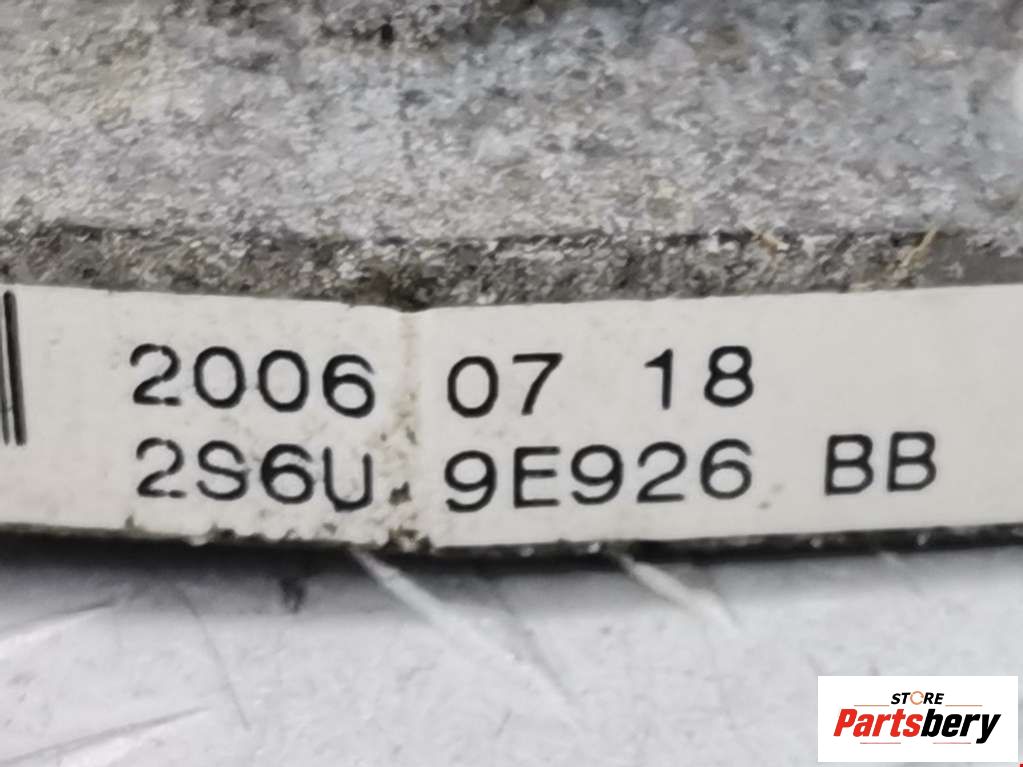 2006 07 18
2S6U 9E926 BB
STORE
Partsbery